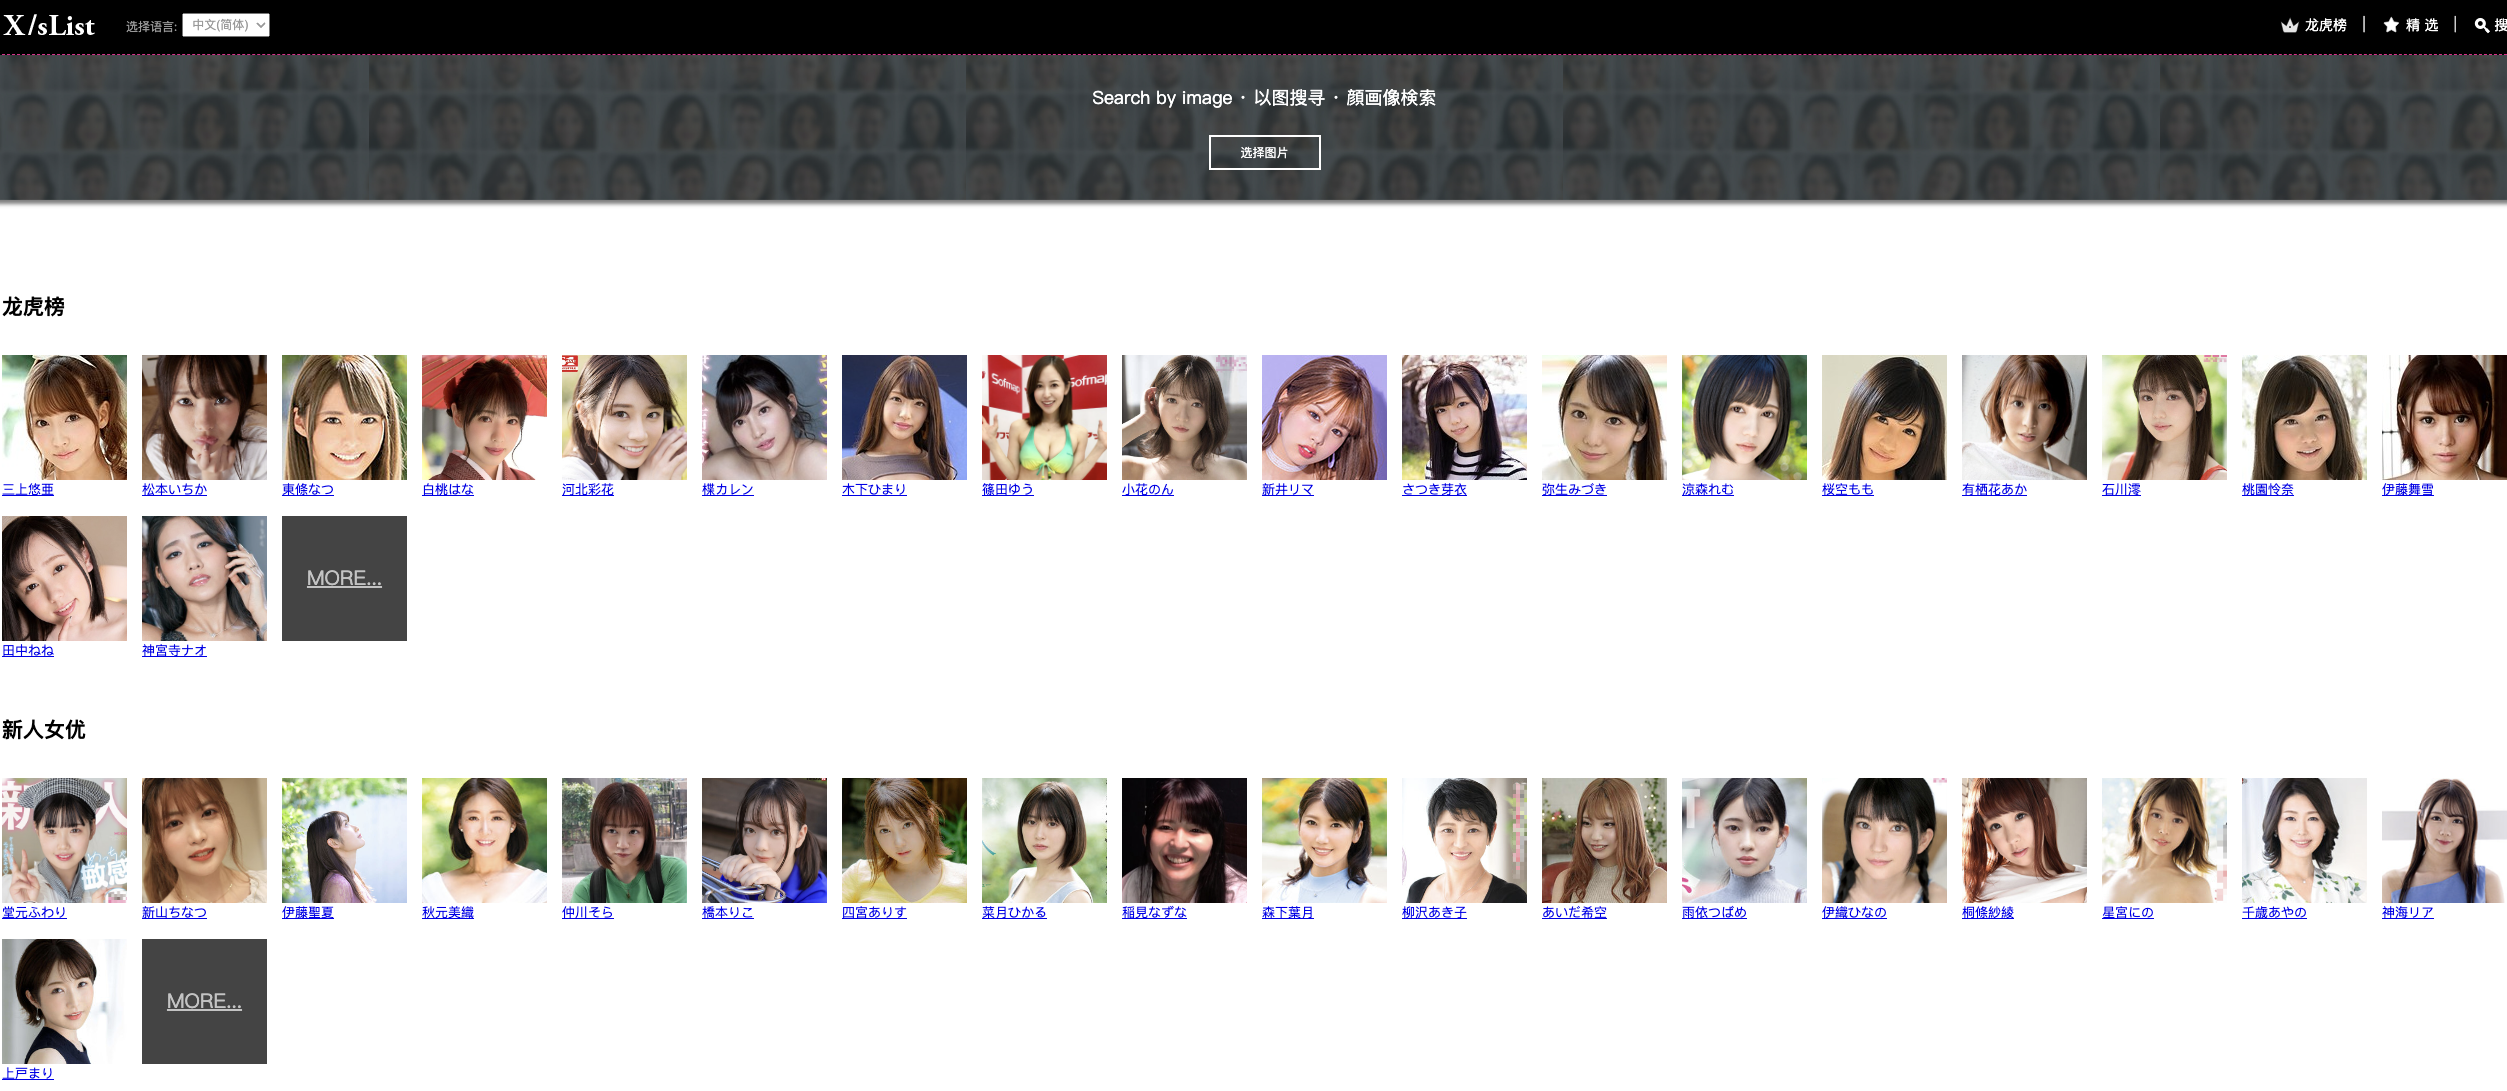 X/sList 选择语言: 中文(简体) 龙虎榜 | 精 选 | 搜
Search by image · 以图搜寻 · 顔画像検索
选择图片
龙虎榜
Sofmap Sofmap
三上悠亜 松本いちか 東條なつ 白桃はな 河北彩花 楪カレン 木下ひまり 篠田ゆう 小花のん 新井リマ さつき芽衣 弥生みづき 涼森れむ 桜空もも 有栖花あか 石川澪 桃園怜奈 伊藤舞雪
MORE...
田中ねね 神宮寺ナオ
新人女优
新人
敏感
堂元ふわり 新山ちなつ 伊藤聖夏 秋元美織 仲川そら 橋本りこ 四宮ありす 菜月ひかる 稲見なずな 森下葉月 柳沢あき子 あいだ希空 雨依つばめ 伊織ひなの 桐條紗綾 星宮にの 千歳あやの 神海リア
MORE...
上戸まり